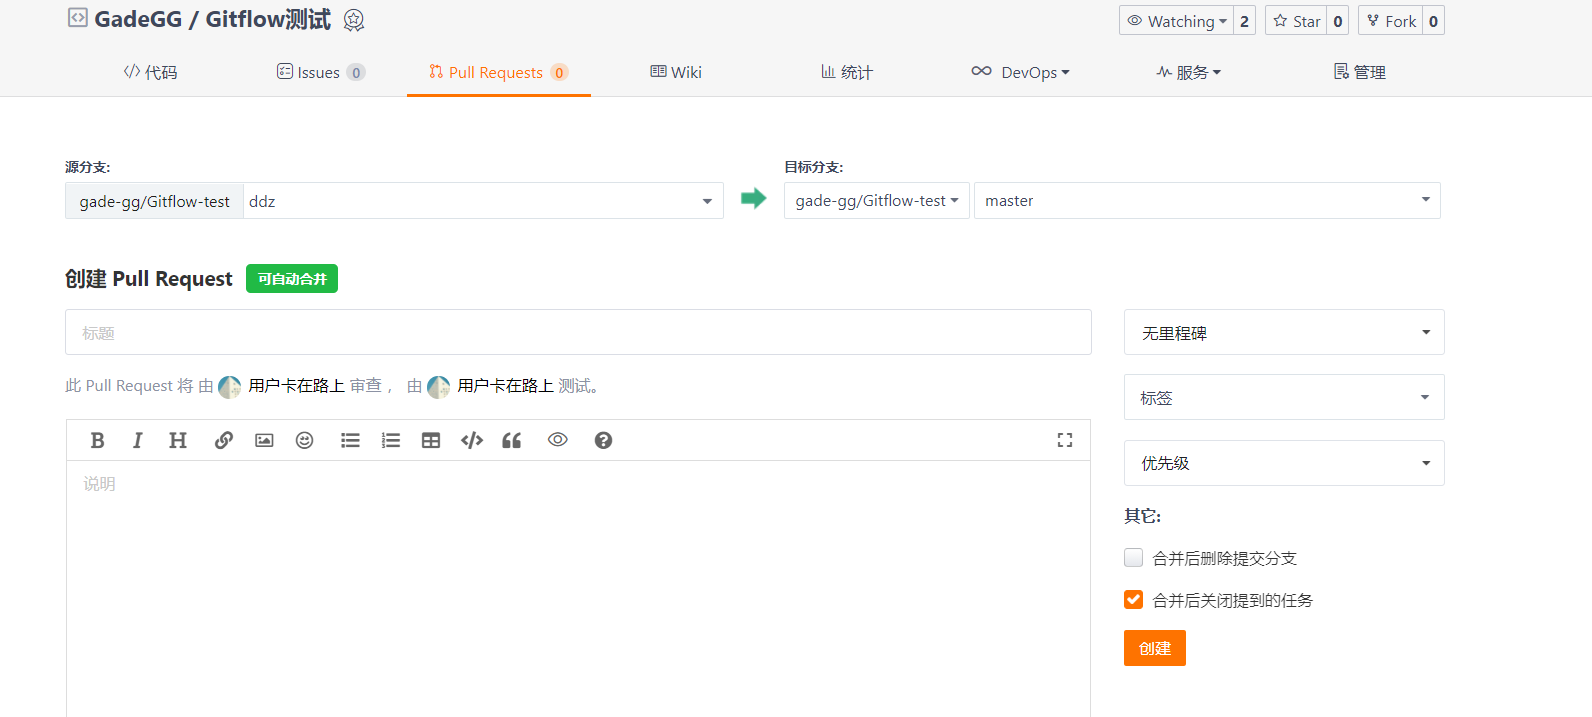 GadeGG / Gitflow测试
Watching 2 Star 0 Fork 0
代码 Issues 0 Pull Requests 0 Wiki 统计 DevOps 服务 管理
源分支: 目标分支:
gade-gg/Gitflow-test ddz gade-gg/Gitflow-test master
创建 Pull Request 可自动合并
标题
无里程碑
此 Pull Request 将 由 用户卡在路上 审查， 由 用户卡在路上 测试。
标签
B I H
说明
优先级
其它:
合并后删除提交分支
合并后关闭提到的任务
创建